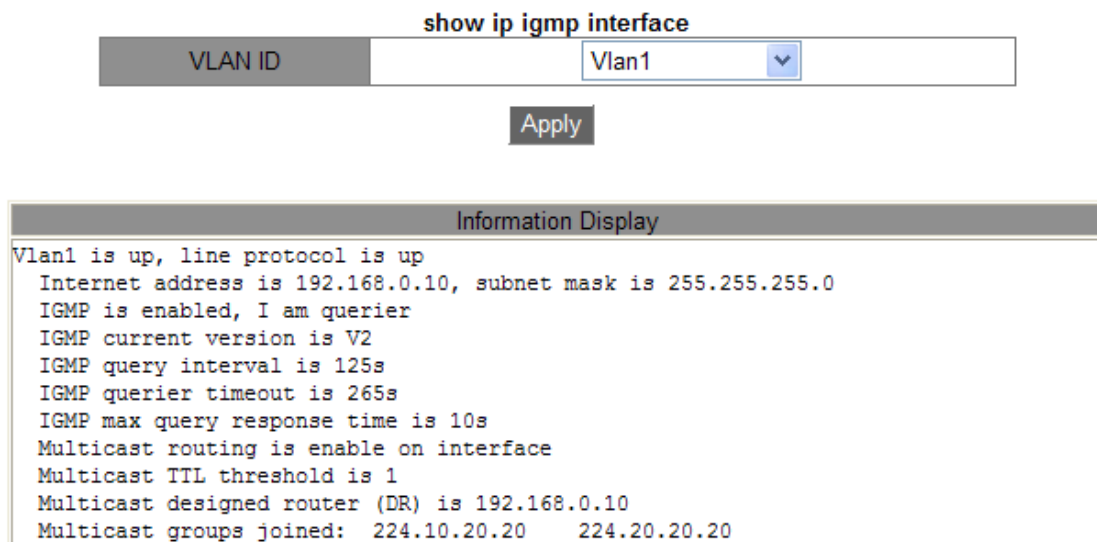 show ip igmp interface
VLAN ID Vlan1
Apply
Information Display
Vlan1 is up, line protocol is up
Internet address is 192.168.0.10, subnet mask is 255.255.255.0
IGMP is enabled, I am querier
IGMP current version is V2
IGMP query interval is 125s
IGMP querier timeout is 265s
IGMP max query response time is 10s
Multicast routing is enable on interface
Multicast TTL threshold is 1
Multicast designed router (DR) is 192.168.0.10
Multicast groups joined: 224.10.20.20 224.20.20.20